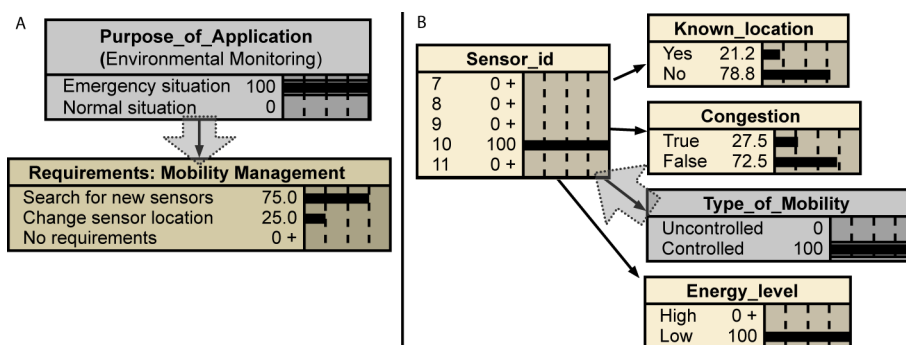 A
Purpose_of_Application
(Environmental Monitoring)
Emergency situation 100
Normal situation 0
Requirements: Mobility Management
Search for new sensors 75.0
Change sensor location 25.0
No requirements 0 +
B
Sensor_id
7 0 +
8 0 +
9 0 +
10 100
11 0 +
Known_location
Yes 21.2
No 78.8
Congestion
True 27.5
False 72.5
Type_of_Mobility
Uncontrolled 0
Controlled 100
Energy_level
High 0 +
Low 100